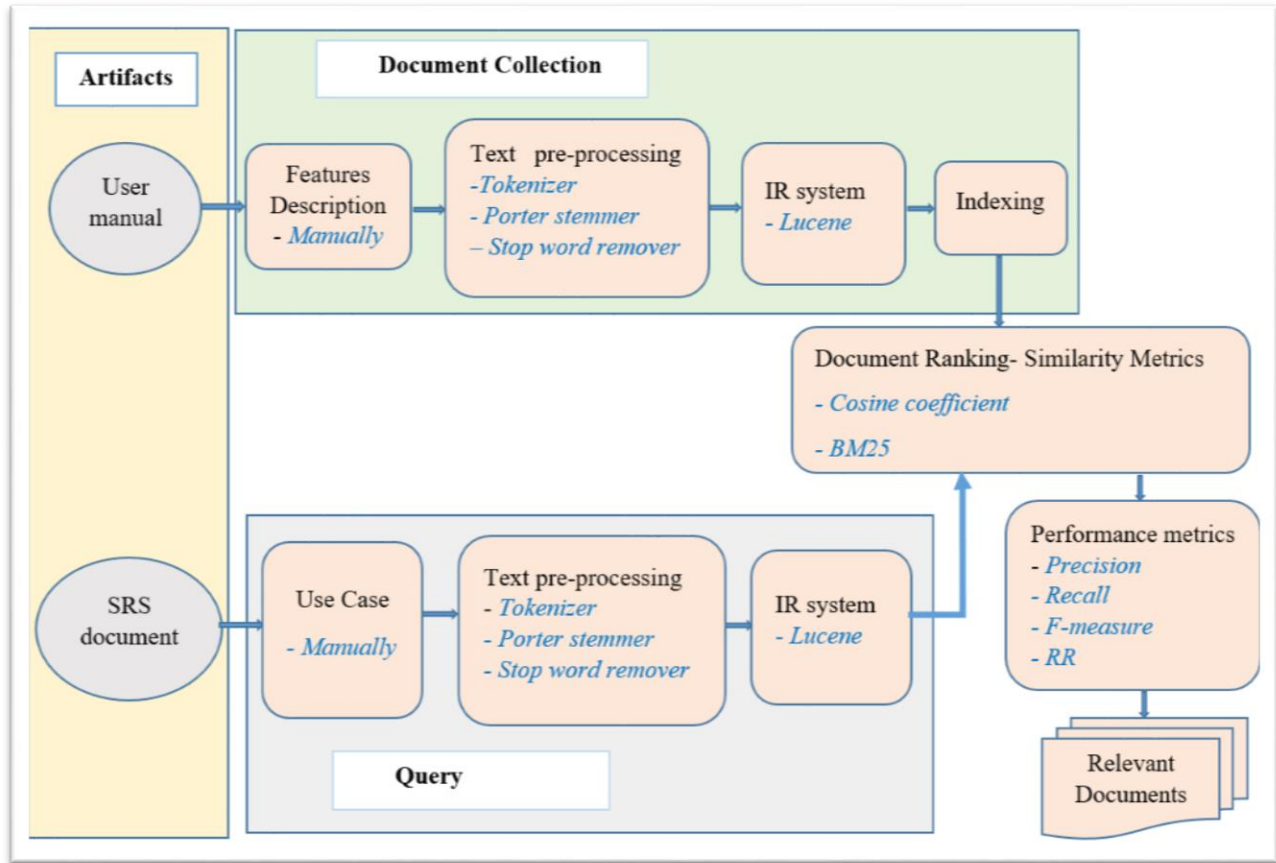 Artifacts
Document Collection
User
manual
Features
Description
- Manually
Text pre-processing
-Tokenizer
- Porter stemmer
– Stop word remover
IR system
- Lucene
Indexing
Document Ranking- Similarity Metrics
- Cosine coefficient
- BM25
SRS
document
Use Case
- Manually
Text pre-processing
- Tokenizer
- Porter stemmer
- Stop word remover
IR system
- Lucene
Query
Performance metrics
- Precision
- Recall
- F-measure
- RR
Relevant
Documents